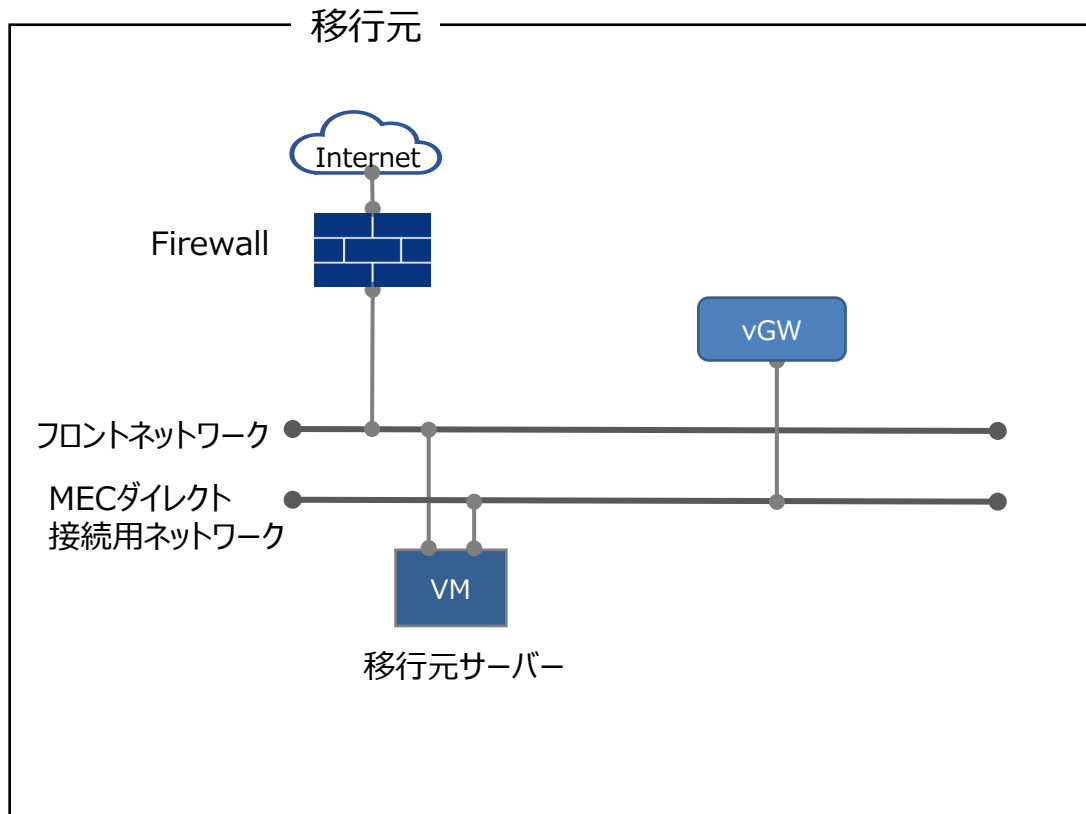 移行元
Internet
Firewall
vGW
フロントネットワーク
MECダイレクト
接続用ネットワーク
VM
移行元サーバー